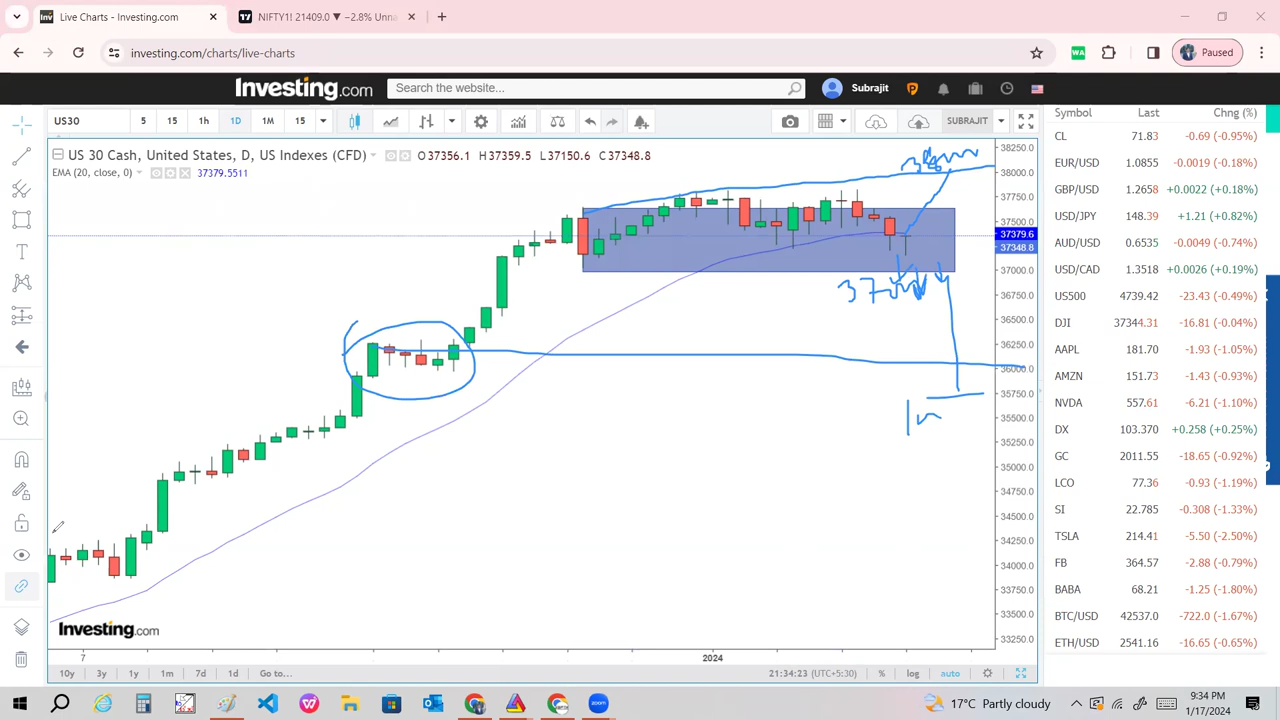 Live Charts - Investing.com
NIFTY1! 21409.0 ▼ −2.8% Unna
investing.com/charts/live-charts
WA
Paused
Investing.com
Search the website...
Subrajit
US30
5
15
1h
1D
1M
15
SUBRAJIT
US 30 Cash, United States, D, US Indexes (CFD)
O37356.1 H37359.5 L37150.6 C37348.8
EMA (20, close, 0)
37379.5511
38250.0
38000.0
37750.0
37500.0
37379.6
37348.8
37000.0
36750.0
36500.0
36250.0
36000.0
35750.0
35500.0
35250.0
35000.0
34750.0
34500.0
34250.0
34000.0
33750.0
33500.0
33250.0
Investing.com
7
2024
10y
3y
1y
1m
7d
1d
Go to...
21:34:23 (UTC+5:30)
%
log
auto
Symbol Last Chng (%)
CL 71.83 -0.69 (-0.95%)
EUR/USD 1.0855 -0.0019 (-0.18%)
GBP/USD 1.2658 +0.0022 (+0.18%)
USD/JPY 148.39 +1.21 (+0.82%)
AUD/USD 0.6535 -0.0049 (-0.74%)
USD/CAD 1.3518 +0.0026 (+0.19%)
US500 4739.42 -23.43 (-0.49%)
DJI 37344.31 -16.81 (-0.04%)
AAPL 181.70 -1.93 (-1.05%)
AMZN 151.73 -1.43 (-0.93%)
NVDA 557.61 -6.21 (-1.10%)
DX 103.370 +0.258 (+0.25%)
GC 2011.55 -18.65 (-0.92%)
LCO 77.36 -0.93 (-1.19%)
SI 22.785 -0.308 (-1.33%)
TSLA 214.41 -5.50 (-2.50%)
FB 364.57 -2.88 (-0.79%)
BABA 68.21 -1.25 (-1.80%)
BTC/USD 42537.0 -722.0 (-1.67%)
ETH/USD 2541.16 -16.65 (-0.65%)
17°C Partly cloudy
9:34 PM
1/17/2024